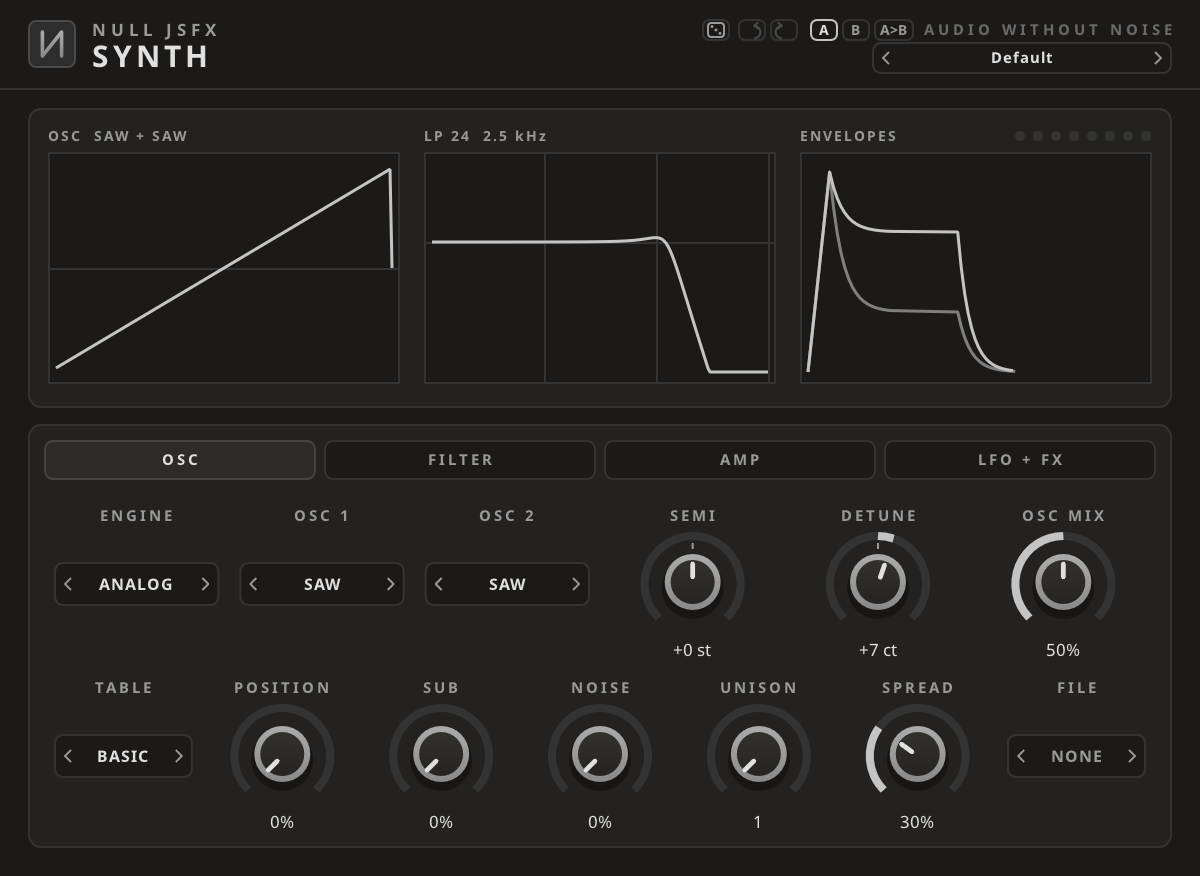 NULL JSFX
SYNTH
A B A>B AUDIO WITHOUT NOISE
Default
OSC SAW + SAW
LP 24 2.5 kHz
ENVELOPES
OSC
FILTER
AMP
LFO + FX
ENGINE
OSC 1
OSC 2
SEMI
DETUNE
OSC MIX
ANALOG
SAW
SAW
+0 st
+7 ct
50%
TABLE
POSITION
SUB
NOISE
UNISON
SPREAD
FILE
BASIC
NONE
0%
0%
0%
1
30%